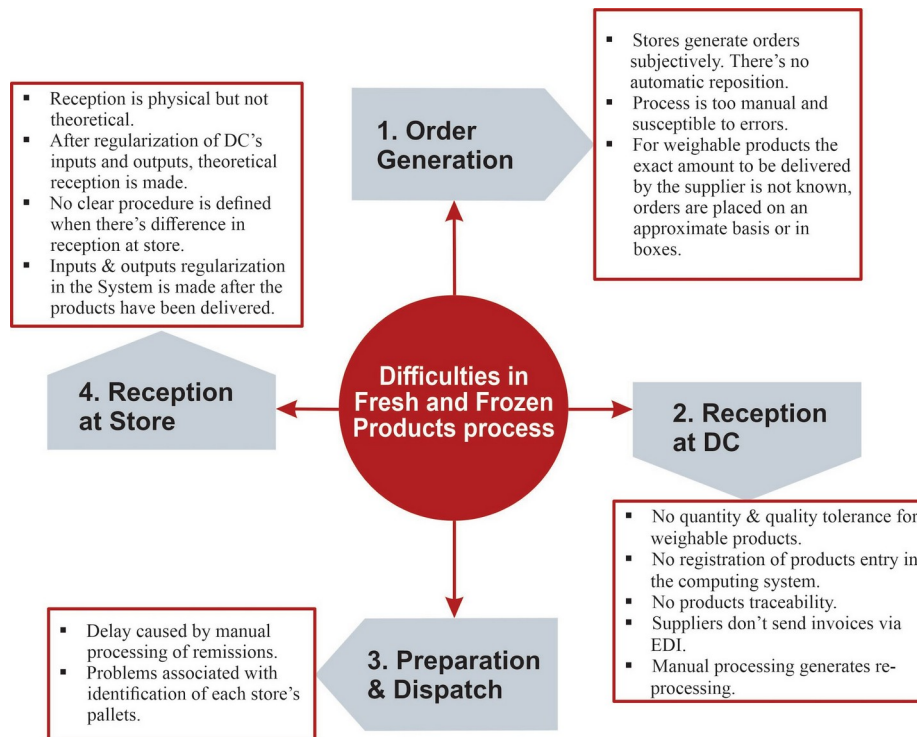 Difficulties in
Fresh and Frozen
Products process
1. Order
Generation
▪ Stores generate orders
subjectively. There's no
automatic reposition.
▪ Process is too manual and
susceptible to errors.
▪ For weighable products the
exact amount to be delivered
by the supplier is not known,
orders are placed on an
approximate basis or in
boxes.
2. Reception
at DC
▪ No quantity & quality tolerance for
weighable products.
▪ No registration of products entry in
the computing system.
▪ No products traceability.
▪ Suppliers don't send invoices via
EDI.
▪ Manual processing generates re-
processing.
3. Preparation
& Dispatch
▪ Delay caused by manual
processing of remissions.
▪ Problems associated with
identification of each store's
pallets.
4. Reception
at Store
▪ Reception is physical but not
theoretical.
▪ After regularization of DC's
inputs and outputs, theoretical
reception is made.
▪ No clear procedure is defined
when there's difference in
reception at store.
▪ Inputs & outputs regularization
in the System is made after the
products have been delivered.